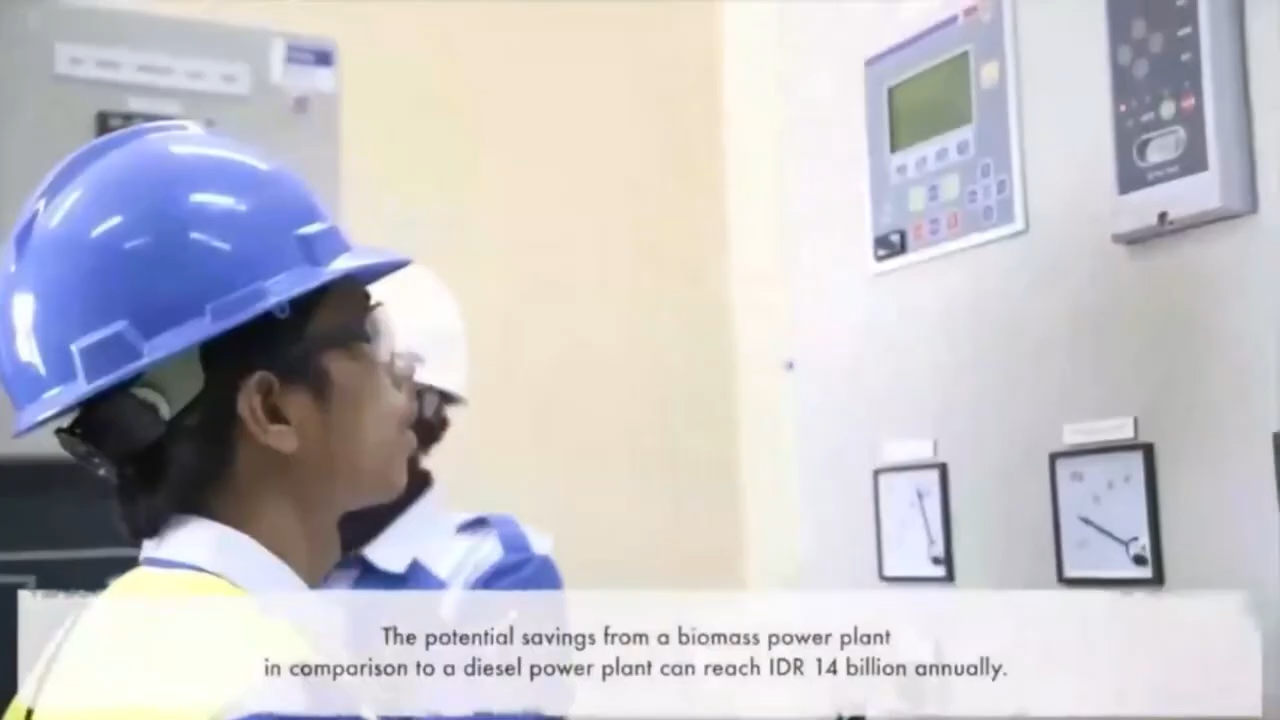 The potential savings from a biomass power plant
in comparison to a diesel power plant can reach IDR 14 billion annually.